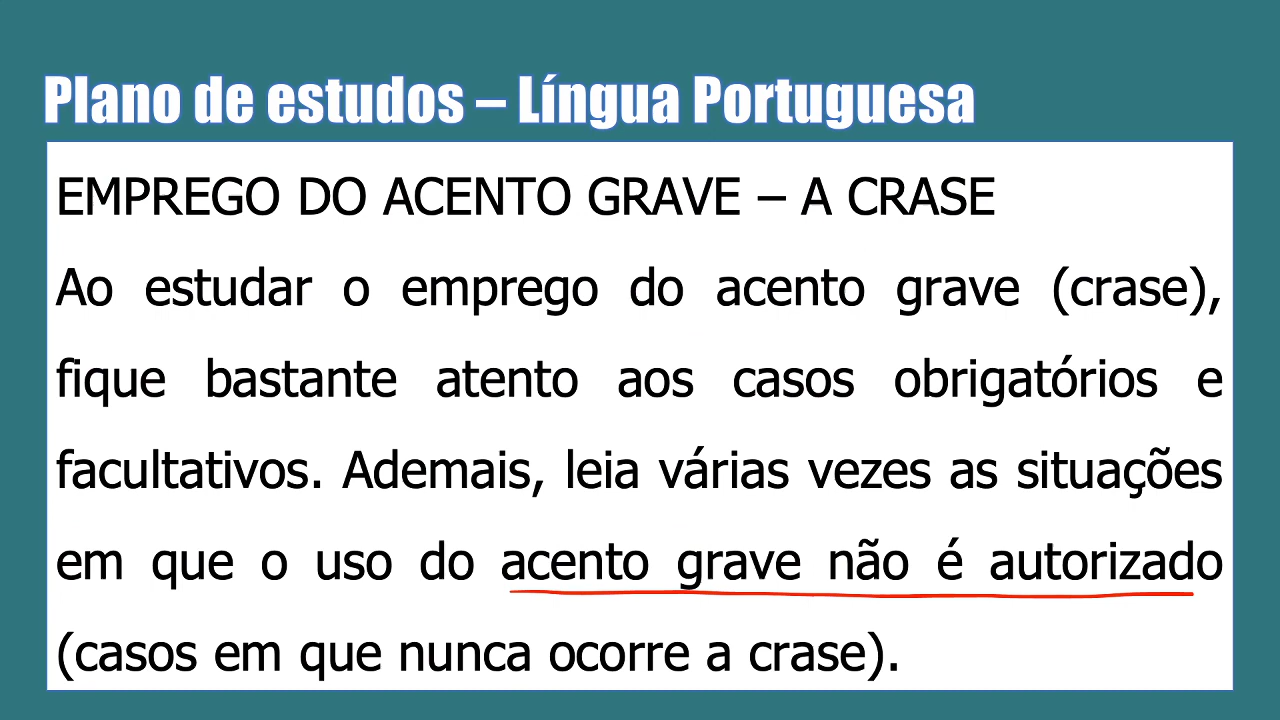 Plano de estudos – Língua Portuguesa
EMPREGO DO ACENTO GRAVE – A CRASE
Ao estudar o emprego do acento grave (crase),
fique bastante atento aos casos obrigatórios e
facultativos. Ademais, leia várias vezes as situações
em que o uso do acento grave não é autorizado
(casos em que nunca ocorre a crase).